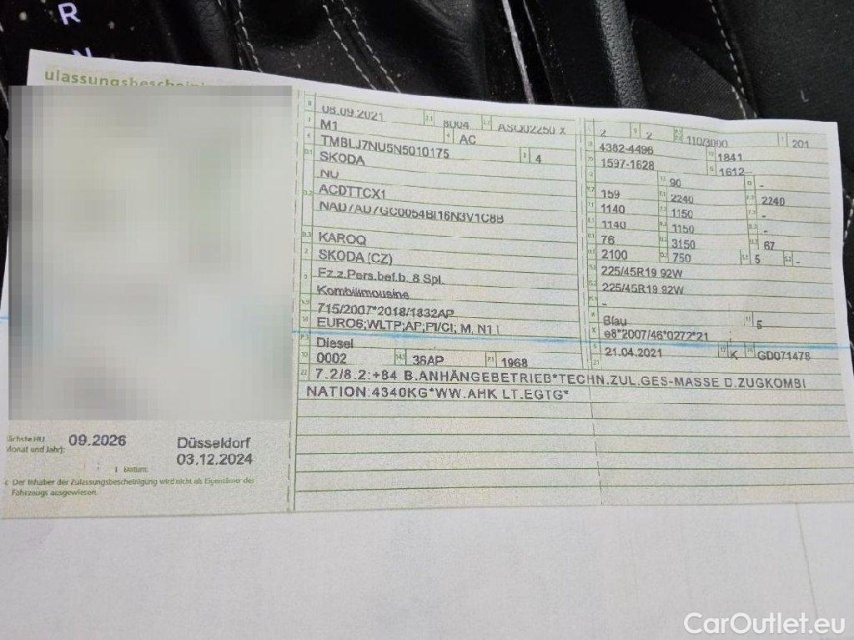 R
ulassungsbeschein
08.09.2021 8004 2 2 110/3000 201
M1 AC 4382-4496 1841
TMBLJ7NU5N5010175 4 1597-1628 1612
SKODA 90 -
NU 159 2240 2240
ACDTTCX1 1140 1150 -
1140 1150 -
KAROQ 76 3150 67
SKODA (CZ) 2100 750 5 -
Fz.z.Pers.bef.b. 8 Spl. 225/45R19 92W
Kombilimousine 225/45R19 92W
715/2007*2018/1832AP -
EURO6;WLTP;AP;PI/CI; M, N1 I Blau 5
e8*2007/46*0272*21
Diesel 21.04.2021 K GD071478
0002 36AP 1968
7.2/8.2:+84 B.ANHÄNGEBETRIEB*TECHN.ZUL.GES-MASSE D.ZUGKOMBI
NATION:4340KG*WW.AHK LT.EGTG*
09.2026 Düsseldorf
Monat und Jahr):
03.12.2024
Datum:
Der Inhaber der Zulassungsbescheinigung wird nicht als Eigentümer des
Fahrzeugs ausgewiesen.
CarOutlet.eu